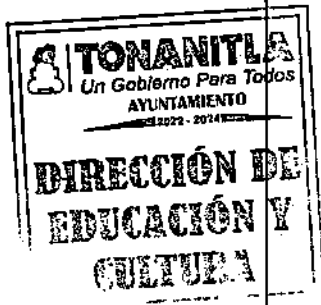 TONANITLA
Un Gobierno Para Todos
AYUNTAMIENTO
2022 - 2024
DIRECCIÓN DE
EDUCACIÓN Y
CULTURA